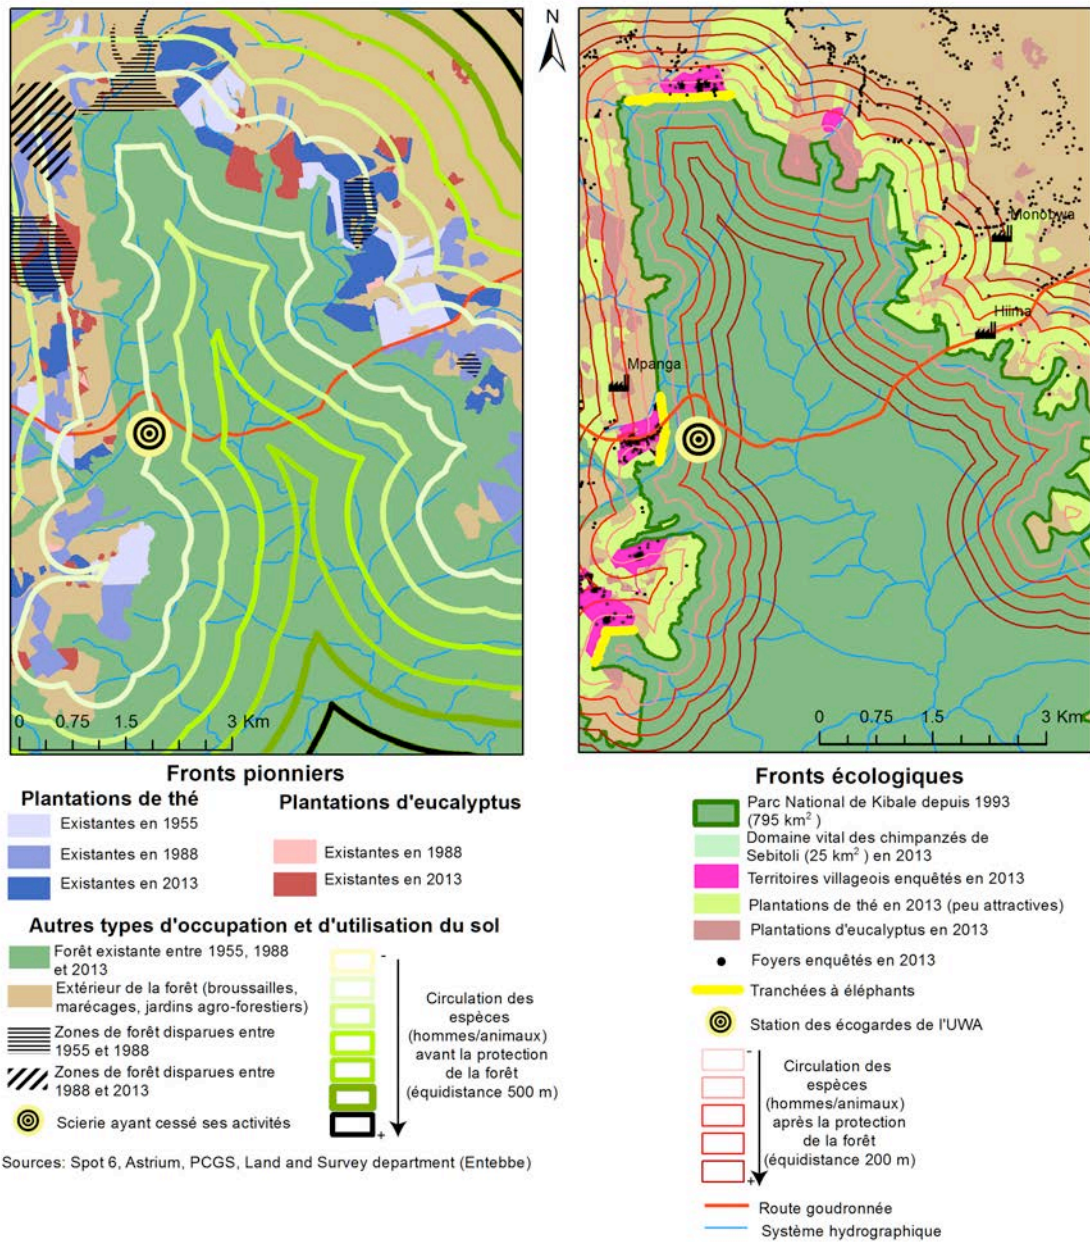 N
Monobwa
Hiima
Mpanga
0 0.75 1.5 3 Km
0 0.75 1.5 3 Km
Fronts pionniers
Plantations de thé
Existantes en 1955
Existantes en 1988
Existantes en 2013
Plantations d'eucalyptus
Existantes en 1988
Existantes en 2013
Autres types d'occupation et d'utilisation du sol
Forêt existante entre 1955, 1988
et 2013
Extérieur de la forêt (broussailles,
marécages, jardins agro-forestiers)
Zones de forêt disparues entre
1955 et 1988
Zones de forêt disparues entre
1988 et 2013
Scierie ayant cessé ses activités
-
Circulation des
espèces
(hommes/animaux)
avant la protection
de la forêt
(équidistance 500 m)
+
Sources: Spot 6, Astrium, PCGS, Land and Survey department (Entebbe)
Fronts écologiques
Parc National de Kibale depuis 1993
(795 km²)
Domaine vital des chimpanzés de
Sebitoli (25 km²) en 2013
Territoires villageois enquêtés en 2013
Plantations de thé en 2013 (peu attractives)
Plantations d'eucalyptus en 2013
Foyers enquêtés en 2013
Tranchées à éléphants
Station des écogardes de l'UWA
-
Circulation des
espèces
(hommes/animaux)
après la protection
de la forêt
(équidistance 200 m)
+
Route goudronnée
Système hydrographique